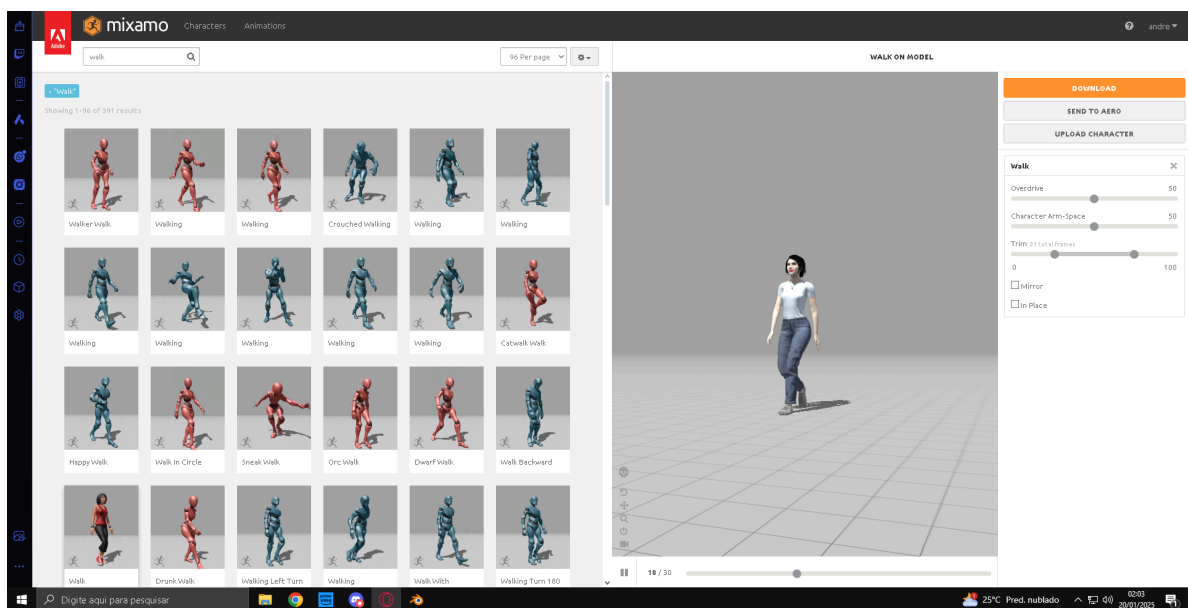 mixamo Characters Animations andre
Adobe
walk
96 Per page
WALK ON MODEL
"Walk"
Showing 1-96 of 391 results
Walker Walk Walking Walking Crouched Walking Walking Walking
Walking Walking Walking Walking Walking Catwalk Walk
Happy Walk Walk In Circle Sneak Walk Orc Walk Dwarf Walk Walk Backward
Walk Drunk Walk Walking Left Turn Walking Walk With Walking Turn 180
DOWNLOAD
SEND TO AERO
UPLOAD CHARACTER
Walk
Overdrive 50
Character Arm-Space 50
Trim 31 total frames
0 100
Mirror
In Place
10 / 30
Digite aqui para pesquisar
25°C Pred. nublado
02:03
20/01/2025